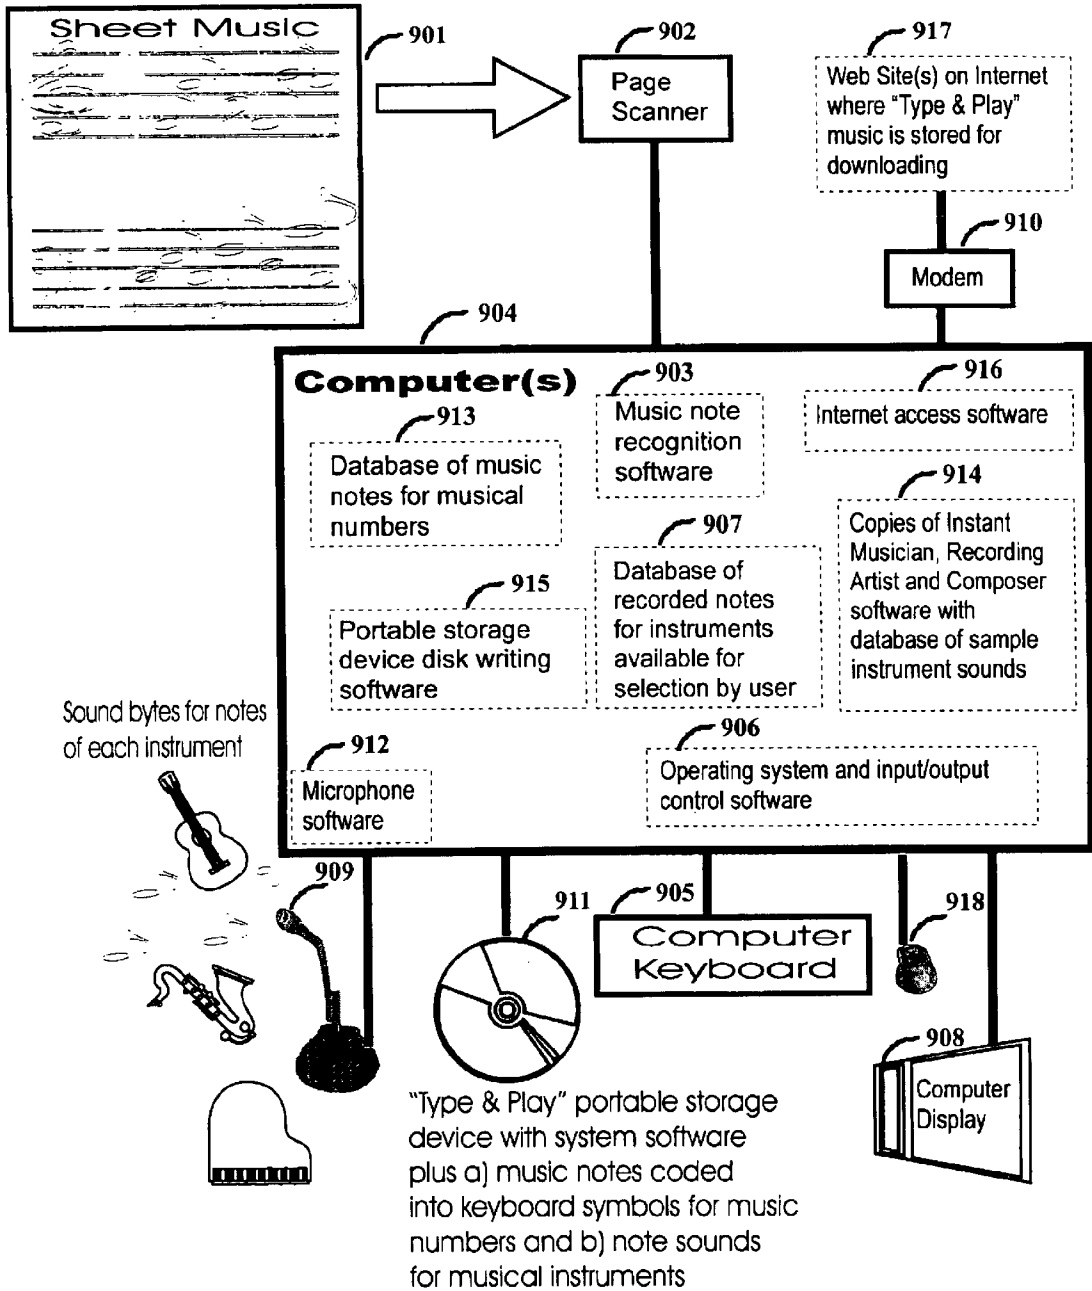 Sheet Music
901
902
Page
Scanner
917
Web Site(s) on Internet
where “Type & Play”
music is stored for
downloading
910
Modem
904
Computer(s)
913
Database of music
notes for musical
numbers
903
Music note
recognition
software
916
Internet access software
914
Copies of Instant
Musician, Recording
Artist and Composer
software with
database of sample
instrument sounds
915
Portable storage
device disk writing
software
907
Database of
recorded notes
for instruments
available for
selection by user
Sound bytes for notes
of each instrument
912
Microphone
software
906
Operating system and input/output
control software
909
911
905
Computer
Keyboard
918
908
Computer
Display
“Type & Play” portable storage
device with system software
plus a) music notes coded
into keyboard symbols for music
numbers and b) note sounds
for musical instruments